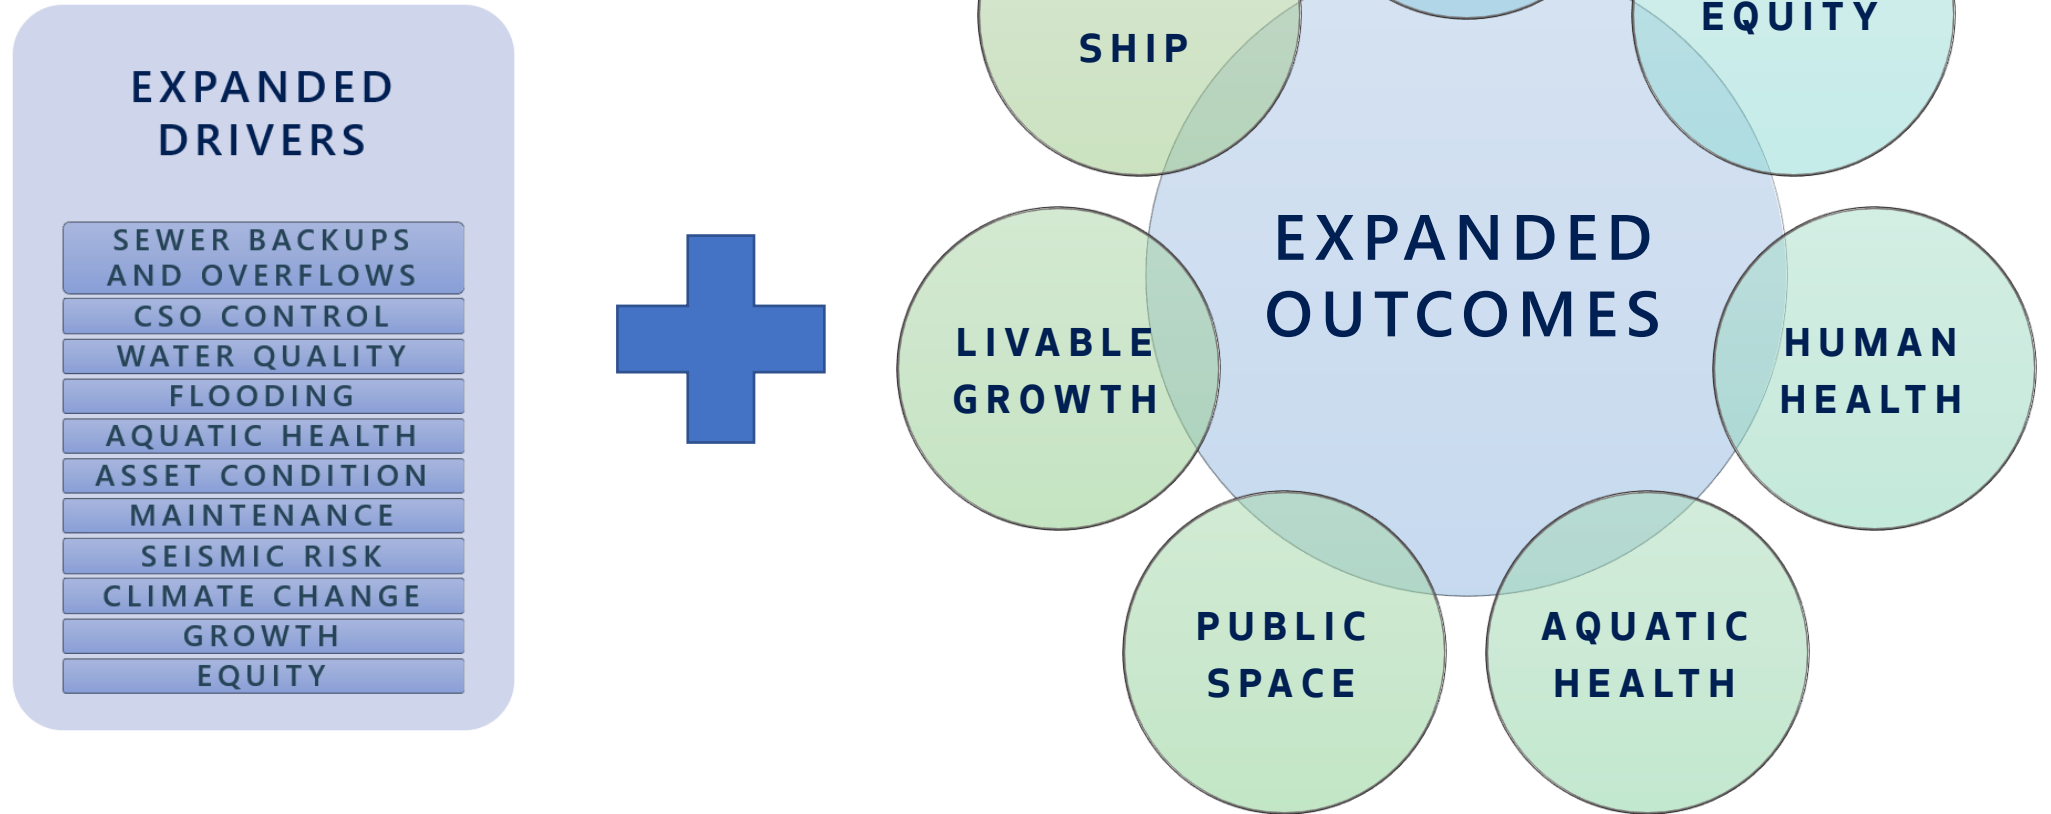 EXPANDED
DRIVERS
SEWER BACKUPS
AND OVERFLOWS
CSO CONTROL
WATER QUALITY
FLOODING
AQUATIC HEALTH
ASSET CONDITION
MAINTENANCE
SEISMIC RISK
CLIMATE CHANGE
GROWTH
EQUITY
SHIP
EQUITY
EXPANDED
OUTCOMES
LIVABLE
GROWTH
HUMAN
HEALTH
PUBLIC
SPACE
AQUATIC
HEALTH